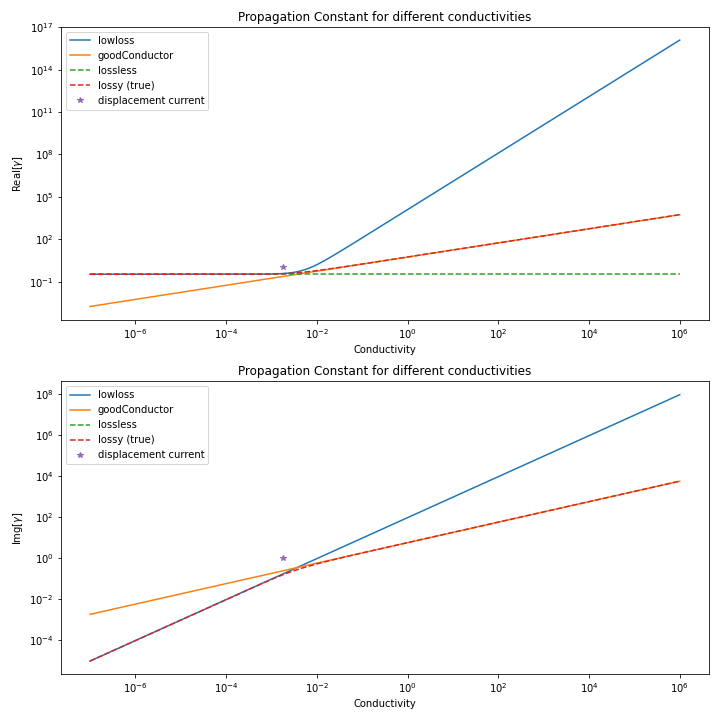 Propagation Constant for different conductivities
10^17
10^14
10^11
10^8
10^5
10^2
10^-1
Real[γ]
lowloss
goodConductor
lossless
lossy (true)
displacement current
10^-6 10^-4 10^-2 10^0 10^2 10^4 10^6
Conductivity
Propagation Constant for different conductivities
10^8
10^6
10^4
10^2
10^0
10^-2
10^-4
Img[γ]
lowloss
goodConductor
lossless
lossy (true)
displacement current
10^-6 10^-4 10^-2 10^0 10^2 10^4 10^6
Conductivity